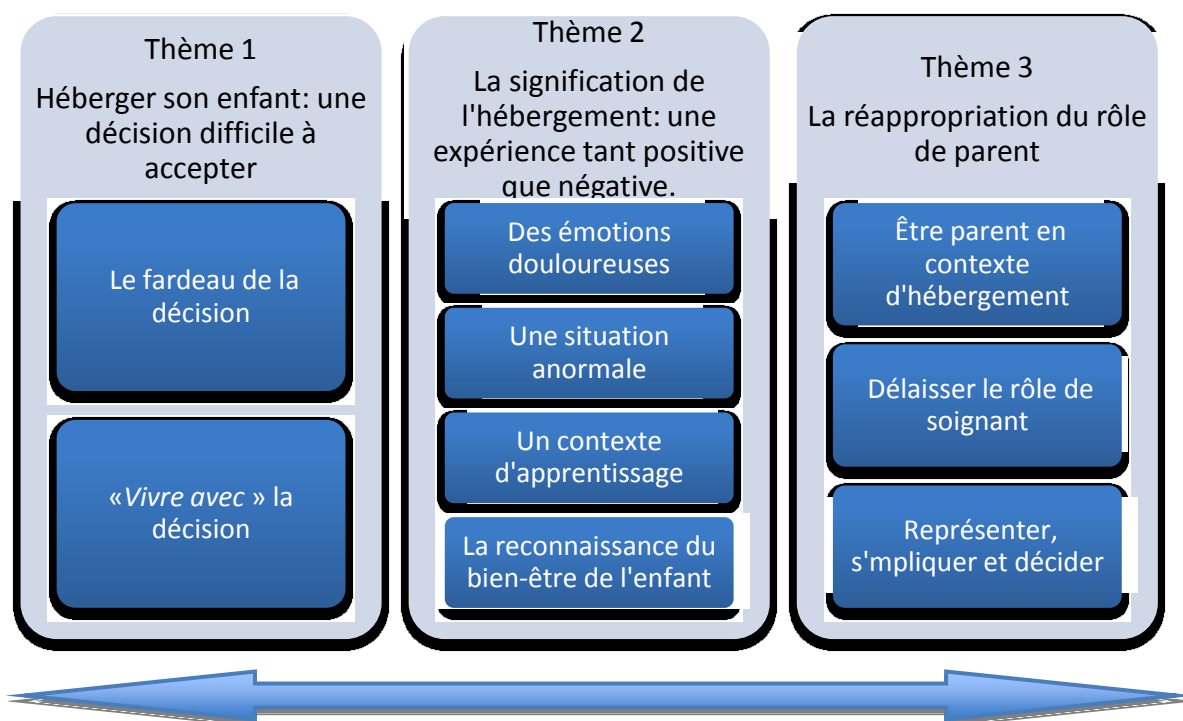 Thème 1
Héberger son enfant: une
décision difficile à
accepter
Le fardeau de la
décision
«Vivre avec » la
décision
Thème 2
La signification de
l'hébergement: une
expérience tant positive
que négative.
Des émotions
douloureuses
Une situation
anormale
Un contexte
d'apprentissage
La reconnaissance du
bien-être de l'enfant
Thème 3
La réappropriation du rôle
de parent
Être parent en
contexte
d'hébergement
Délaisser le rôle de
soignant
Représenter,
s'mpliquer et décider